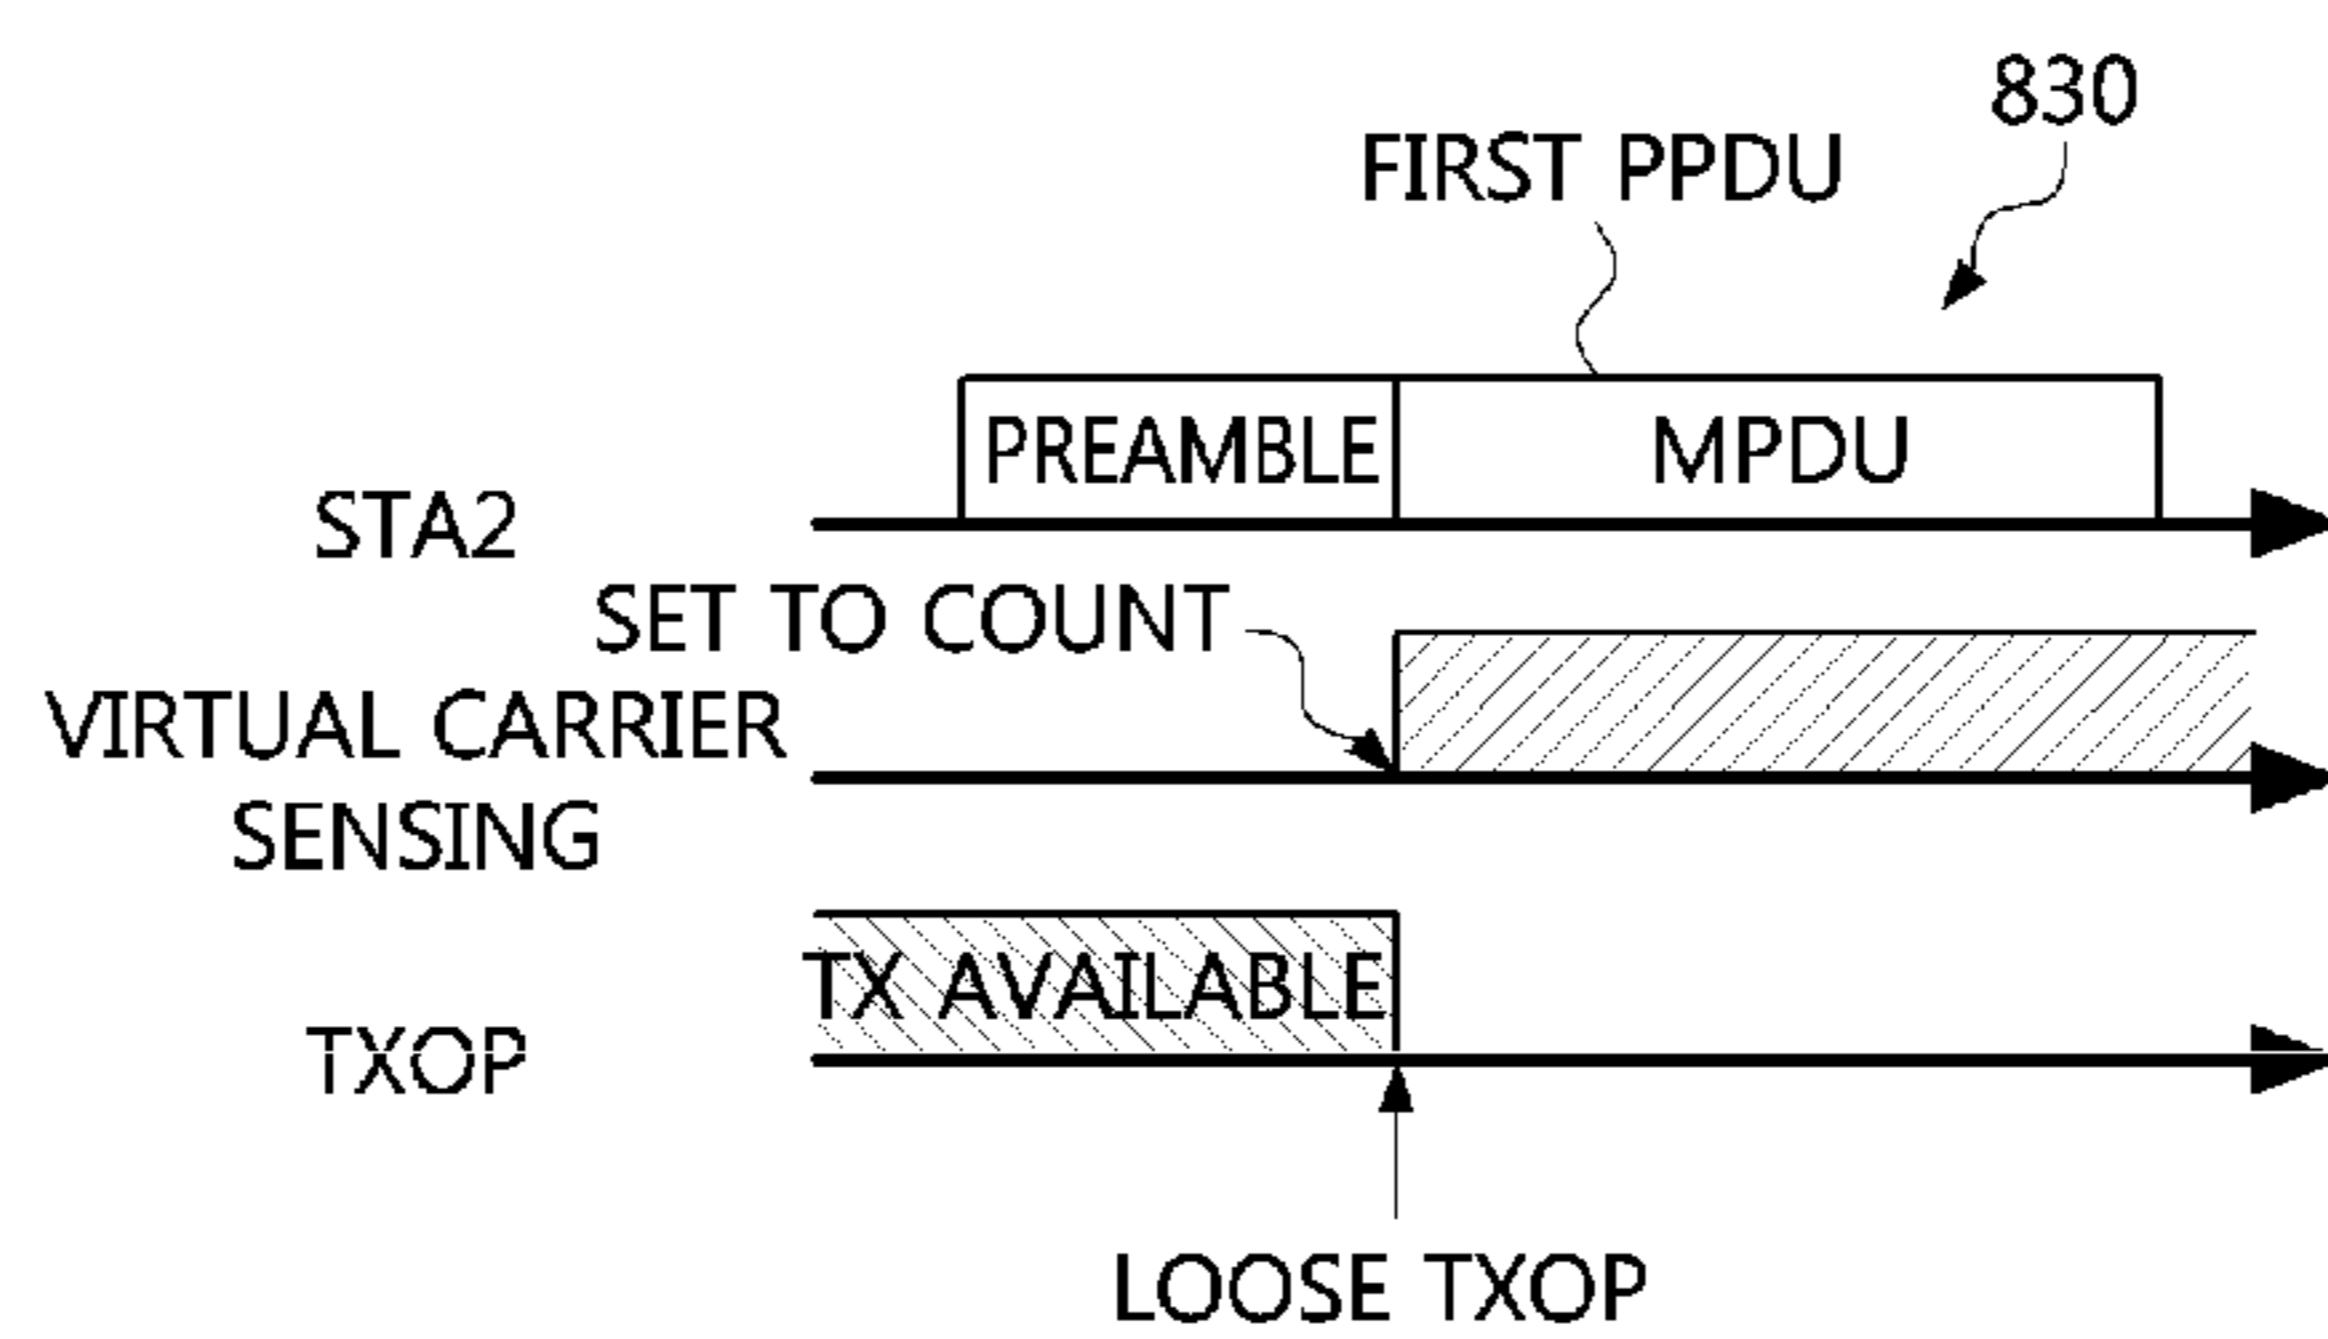 830
FIRST PPDU
PREAMBLE MPDU
STA2
SET TO COUNT
VIRTUAL CARRIER
SENSING
TX AVAILABLE
TXOP
LOOSE TXOP